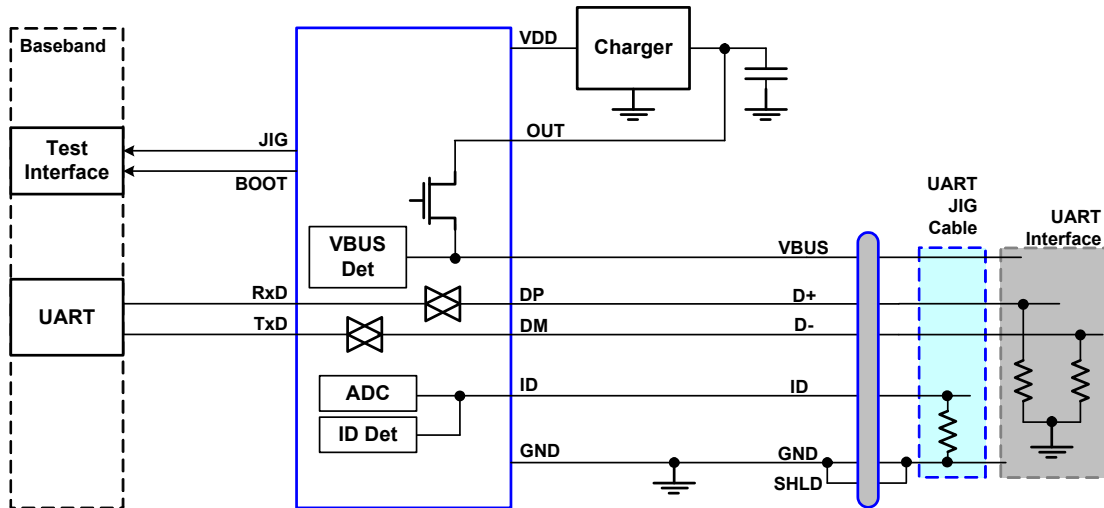 Baseband
VDD
Charger
Test
Interface
JIG
BOOT
OUT
VBUS
Det
UART
JIG
Cable
UART
Interface
VBUS
UART
RxD
TxD
DP
DM
D+
D-
ADC
ID Det
ID
ID
GND
GND
SHLD